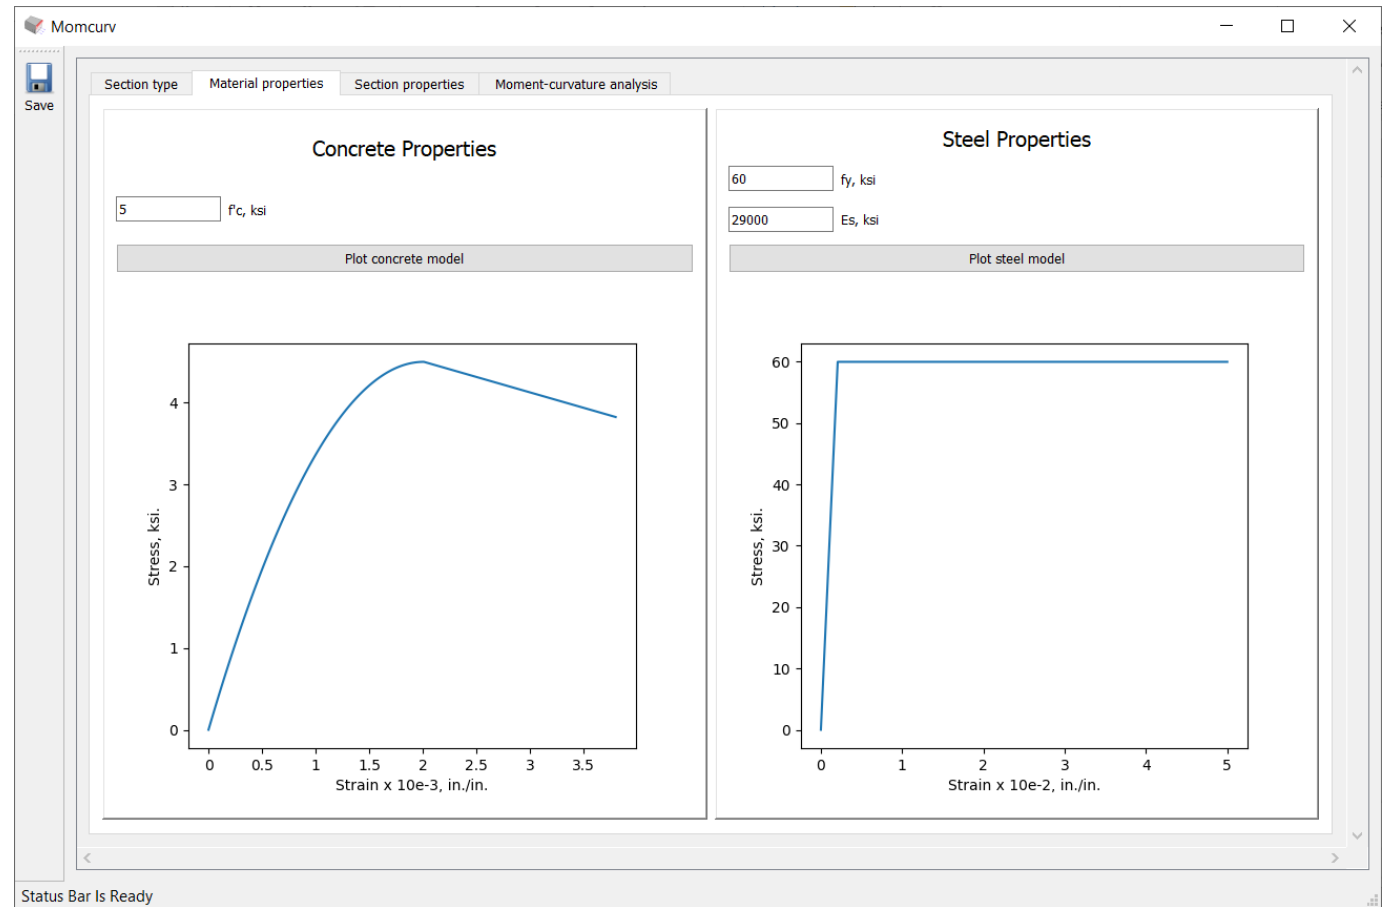 Momcurv
Save
Section type
Material properties
Section properties
Moment-curvature analysis
Concrete Properties
5
f'c, ksi
Plot concrete model
4
3
2
1
0
Stress, ksi.
0 0.5 1 1.5 2 2.5 3 3.5
Strain x 10e-3, in./in.
Steel Properties
60
fy, ksi
29000
Es, ksi
Plot steel model
60
50
40
30
20
10
0
Stress, ksi.
0 1 2 3 4 5
Strain x 10e-2, in./in.
Status Bar Is Ready